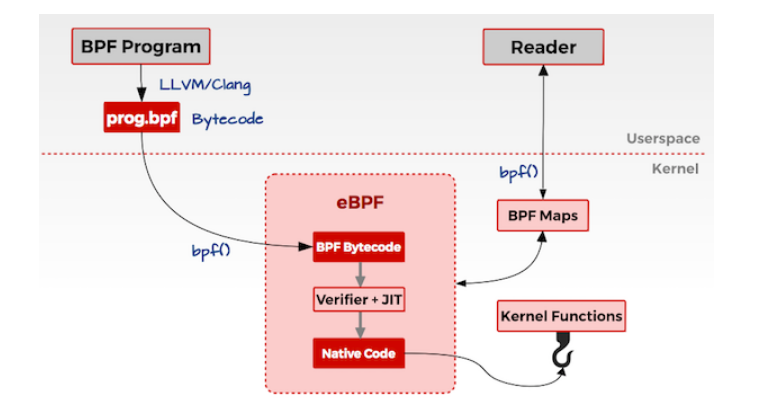 BPF Program
Reader
LLVM/Clang
prog.bpf
Bytecode
Userspace
Kernel
bpf()
eBPF
BPF Maps
bpf()
BPF Bytecode
Verifier + JIT
Kernel Functions
Native Code